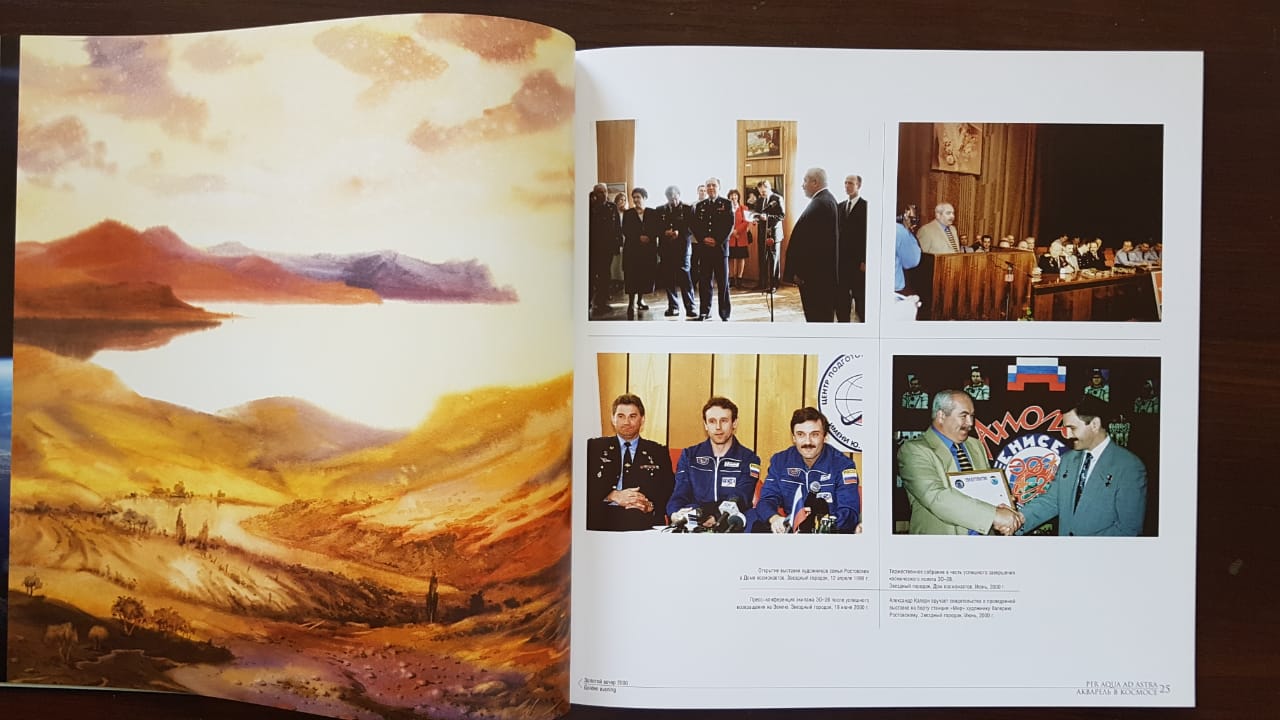 ЦЕНТР ПОДГОТО
ИМЕНИ Ю.
Открытие выставки художников семьи Ростовских
в Доме космонавтов. Звездный городок, 12 апреля 1999 г.
Пресс-конференция экипажа ЭО-28 после успешного
возвращения на Землю. Звездный городок, 19 июня 2000 г.
Торжественное собрание в честь успешного завершения
космического полета ЭО-28.
Звездный городок, Дом космонавтов. Июнь, 2000 г.
Александр Калери вручает свидетельство о проведенной
выставке на борту станции «Мир» художнику Валерию
Ростовскому. Звездный городок. Июнь, 2000 г.
Золотой вечер 2000
Golden evening
PER AQUA AD ASTRA
АКВАРЕЛЬ В КОСМОСЕ 25